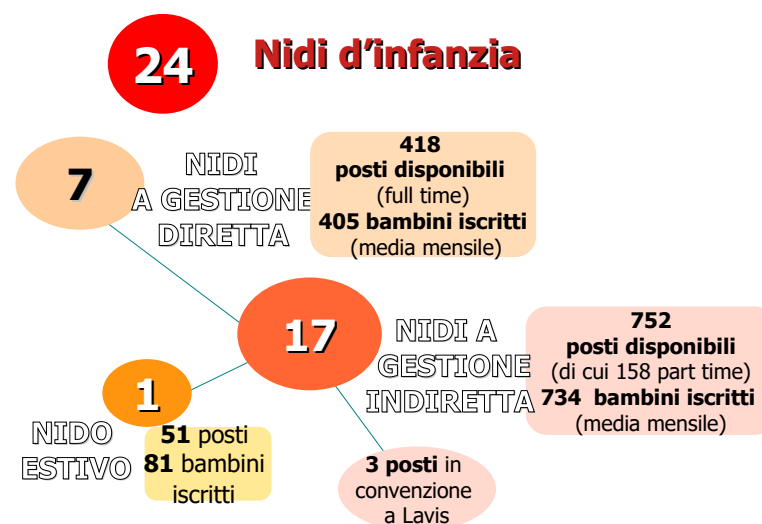 24
Nidi d'infanzia
7
NIDI
A GESTIONE
DIRETTA
418
posti disponibili
(full time)
405 bambini iscritti
(media mensile)
17
NIDI A
GESTIONE
INDIRETTA
752
posti disponibili
(di cui 158 part time)
734 bambini iscritti
(media mensile)
1
NIDO
ESTIVO
51 posti
81 bambini
iscritti
3 posti in
convenzione
a Lavis